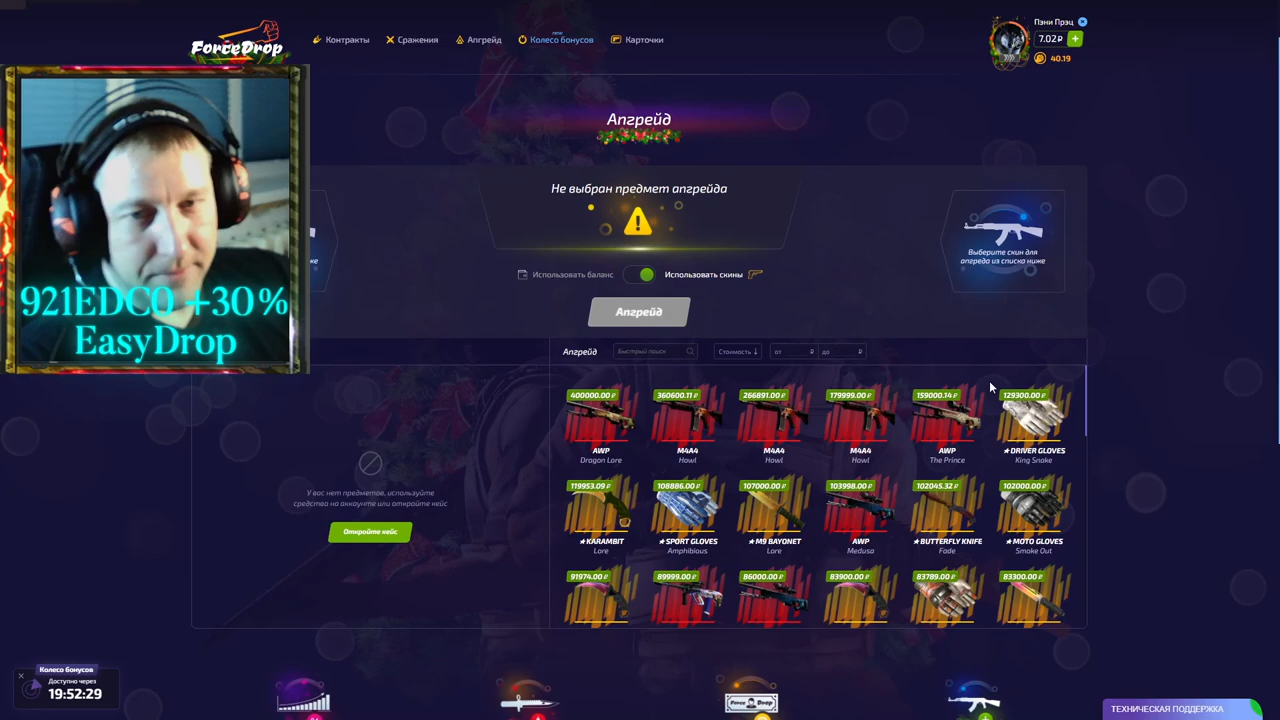 ForceDrop
Контракты
Сражения
Апгрейд
new
Колесо бонусов
Карточки
Пэни Прэц
7.02 ₽
+
40.19
Апгрейд
Не выбран предмет апгрейда
Использовать баланс
Использовать скины
Апгрейд
же
Выберите скин для
апгреда из списка ниже
921EDC0 +30%
EasyDrop
Апгрейд
Быстрый поиск
Стоимость ↓
от ₽
до ₽
400000.00 ₽
360600.11 ₽
266891.00 ₽
179999.00 ₽
159000.14 ₽
129300.00 ₽
AWP
M4A4
M4A4
M4A4
AWP
★ DRIVER GLOVES
Dragon Lore
Howl
Howl
Howl
The Prince
King Snake
119953.09 ₽
108886.00 ₽
107000.00 ₽
103998.00 ₽
102045.32 ₽
102000.00 ₽
★ KARAMBIT
★ SPORT GLOVES
★ M9 BAYONET
AWP
★ BUTTERFLY KNIFE
★ MOTO GLOVES
Lore
Amphibious
Lore
Medusa
Fade
Smoke Out
91974.00 ₽
89999.00 ₽
86000.00 ₽
83900.00 ₽
83789.00 ₽
83300.00 ₽
У вас нет предметов, используйте
средства на аккаунте или откройте кейс
Откройте кейс
Колесо бонусов
Доступно через
19:52:29
Force Drop
ТЕХНИЧЕСКАЯ ПОДДЕРЖКА